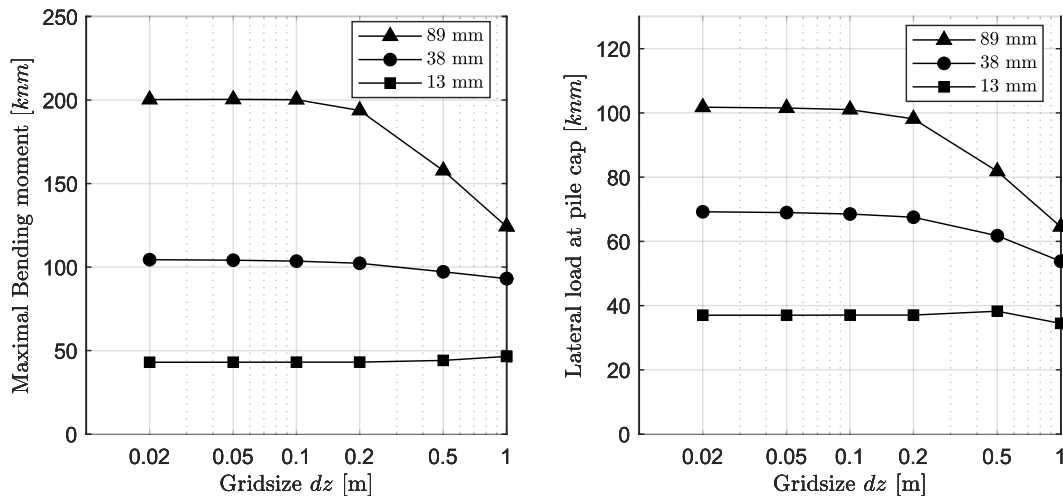 Maximal Bending moment [knm]
250
200
150
100
50
0
89 mm
38 mm
13 mm
0.02 0.05 0.1 0.2 0.5 1
Gridsize dz [m]
Lateral load at pile cap [knm]
120
100
80
60
40
20
0
89 mm
38 mm
13 mm
0.02 0.05 0.1 0.2 0.5 1
Gridsize dz [m]